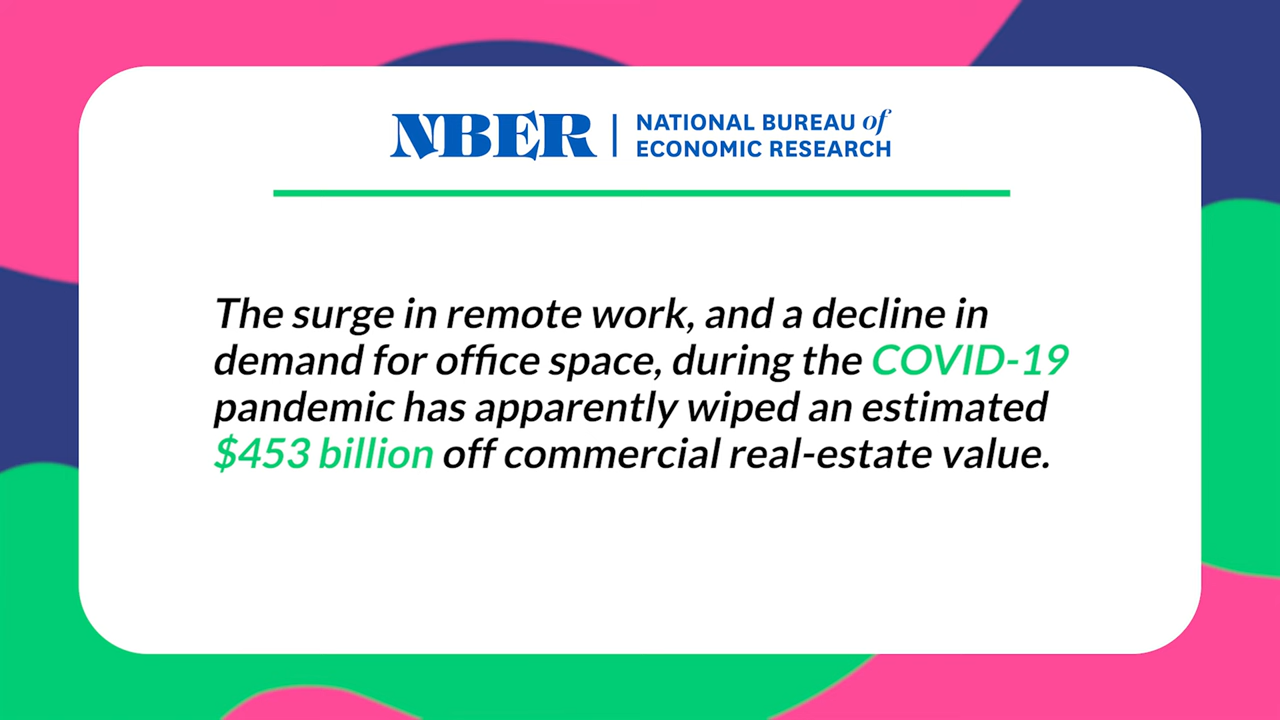 NBER | NATIONAL BUREAU of
ECONOMIC RESEARCH
The surge in remote work, and a decline in
demand for office space, during the COVID-19
pandemic has apparently wiped an estimated
$453 billion off commercial real-estate value.